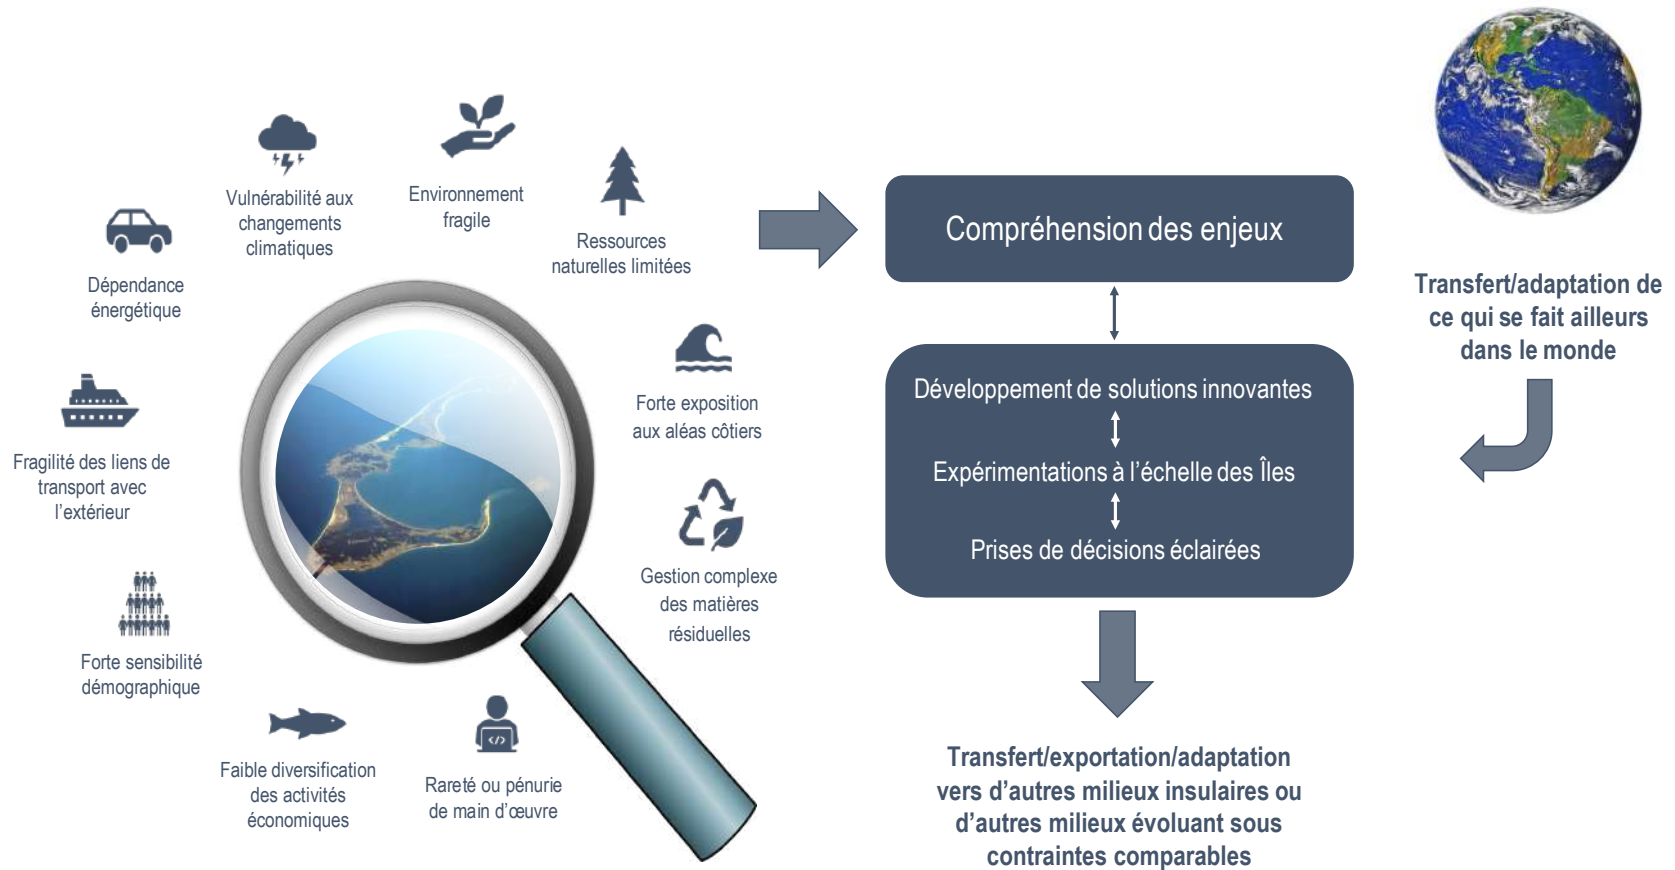 Vulnérabilité aux
changements
climatiques
Environnement
fragile
Ressources
naturelles limitées
Dépendance
énergétique
Forte exposition
aux aléas côtiers
Fragilité des liens de
transport avec
l'extérieur
Gestion complexe
des matières
résiduelles
Forte sensibilité
démographique
Faible diversification
des activités
économiques
Rareté ou pénurie
de main d'œuvre
</>
Compréhension des enjeux
Développement de solutions innovantes
Expérimentations à l'échelle des Îles
Prises de décisions éclairées
Transfert/adaptation de
ce qui se fait ailleurs
dans le monde
Transfert/exportation/adaptation
vers d'autres milieux insulaires ou
d'autres milieux évoluant sous
contraintes comparables